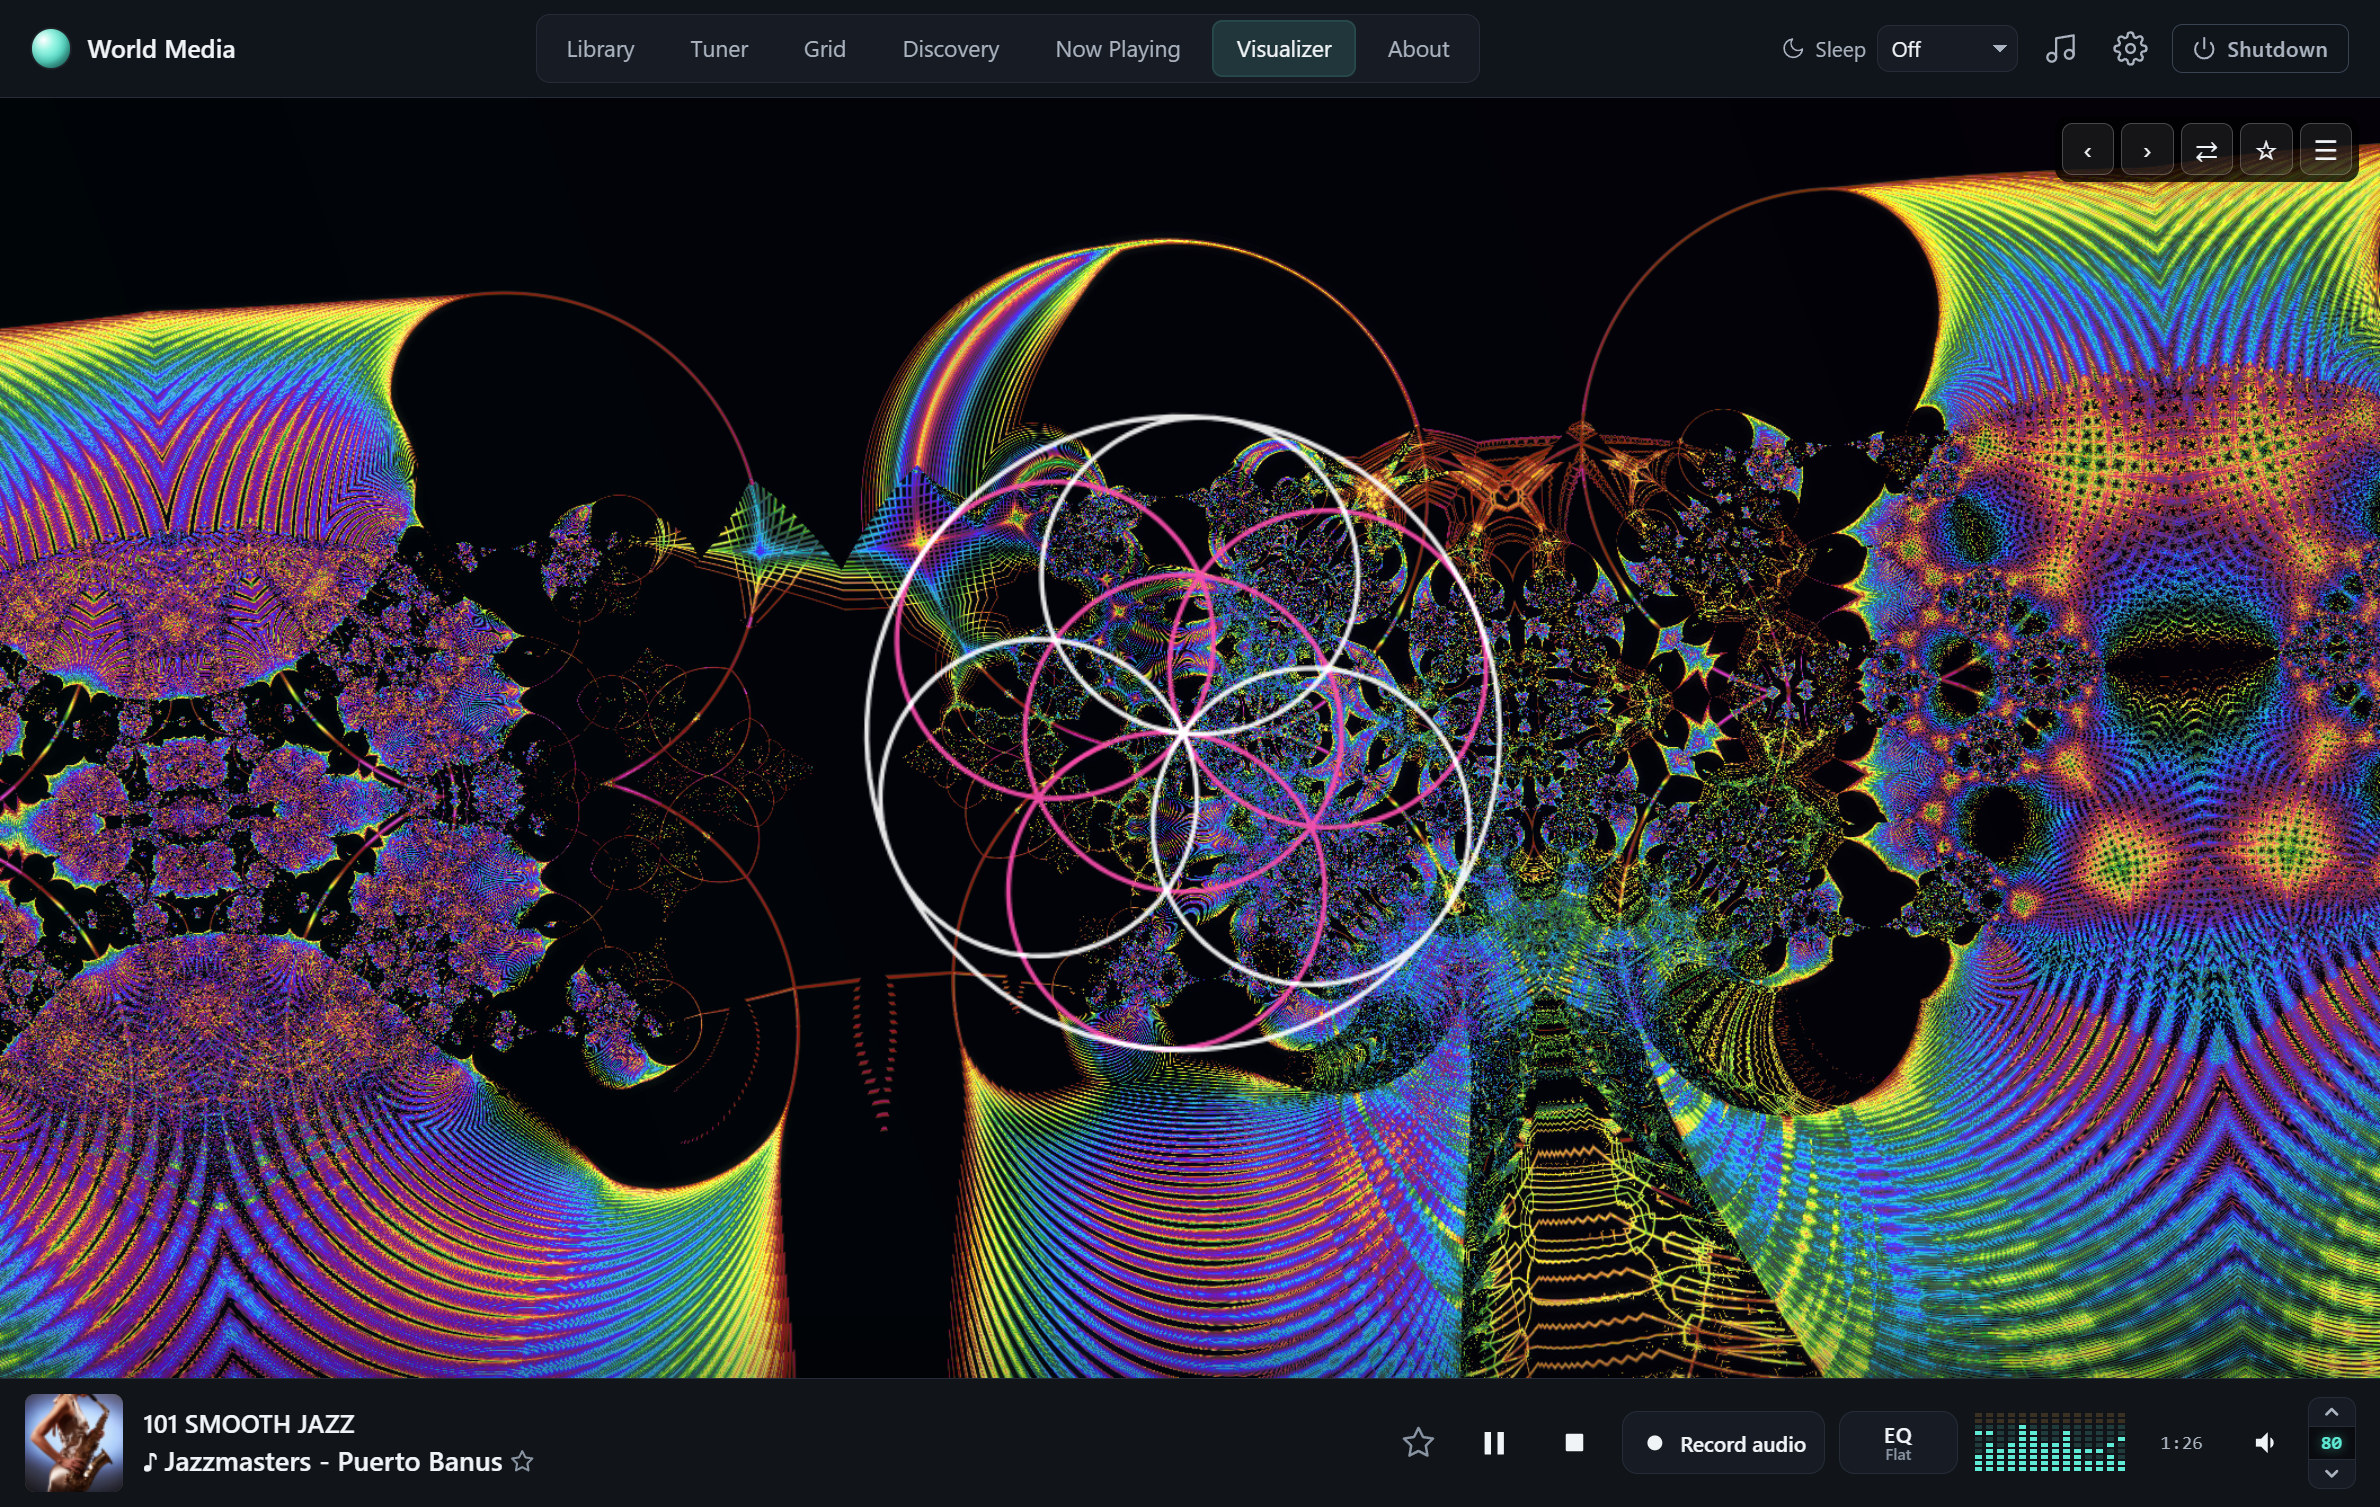 World Media
Library
Tuner
Grid
Discovery
Now Playing
Visualizer
About
Sleep
Off
Shutdown
101 SMOOTH JAZZ
Jazzmasters - Puerto Banus
Record audio
EQ
Flat
1:26
80